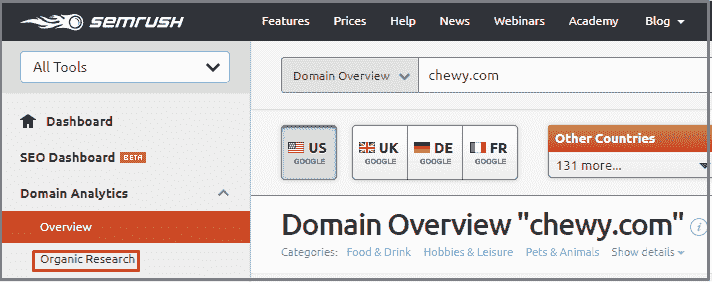 SEMRUSH
Features Prices Help News Webinars Academy Blog
All Tools
Domain Overview chewy.com
Dashboard
SEO Dashboard BETA
Domain Analytics
Overview
Organic Research
US GOOGLE
UK GOOGLE
DE GOOGLE
FR GOOGLE
Other Countries
131 more...
Domain Overview "chewy.com" i
Categories: Food & Drink Hobbies & Leisure Pets & Animals Show details